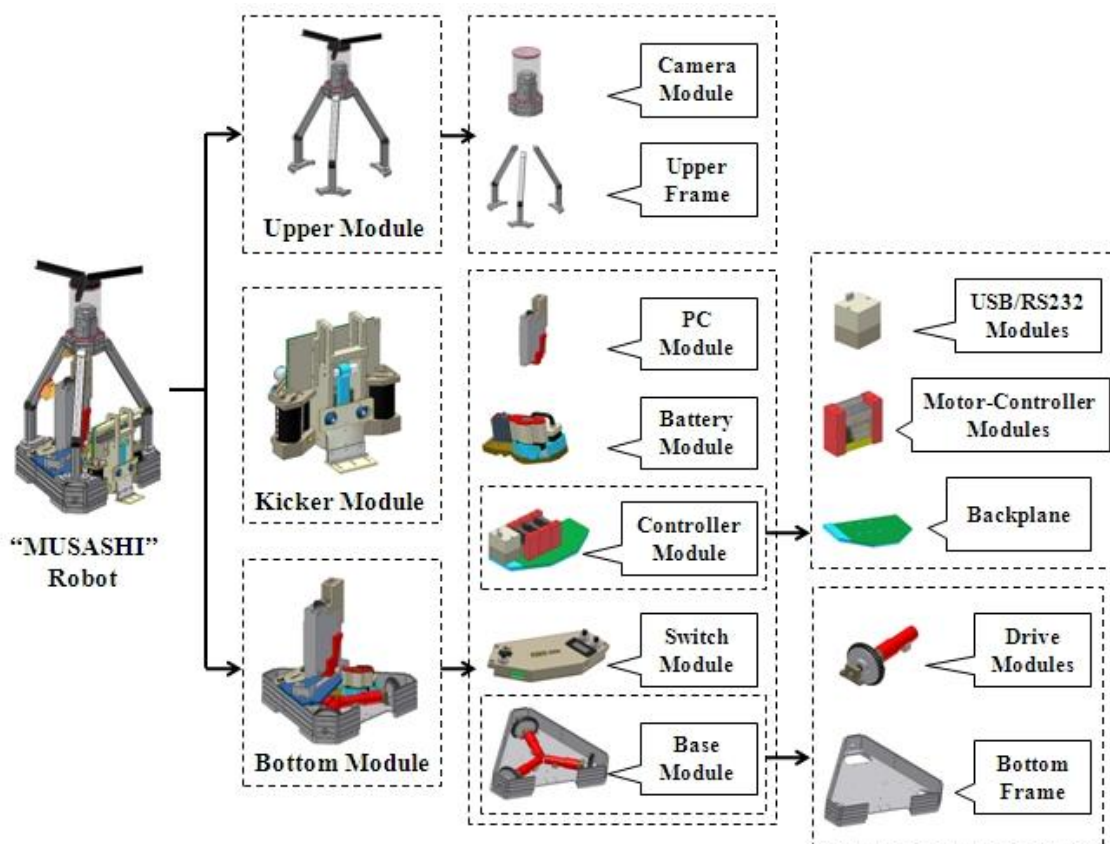 Camera
Module
Upper
Frame
Upper Module
PC
Module
USB/RS232
Modules
Battery
Module
Motor-Controller
Modules
Kicker Module
Controller
Module
Backplane
“MUSASHI”
Robot
Switch
Module
Drive
Modules
Base
Module
Bottom Module
Bottom
Frame